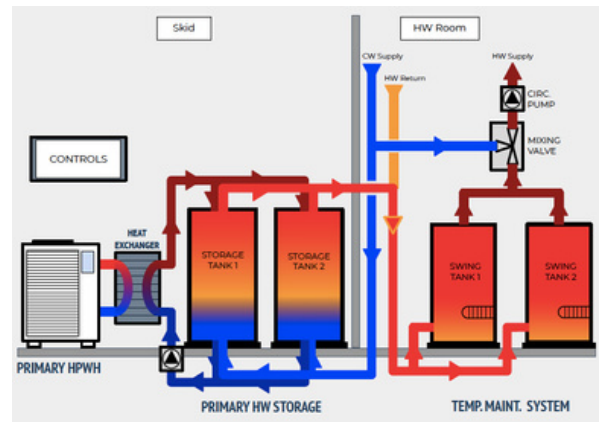 Skid
HW Room
CW Supply
HW Return
HW Supply
CIRC.
PUMP
MIXING
VALVE
CONTROLS
HEAT
EXCHANGER
STORAGE
TANK 1
STORAGE
TANK 2
SWING
TANK 1
SWING
TANK 2
PRIMARY HPWH
PRIMARY HW STORAGE
TEMP. MAINT. SYSTEM